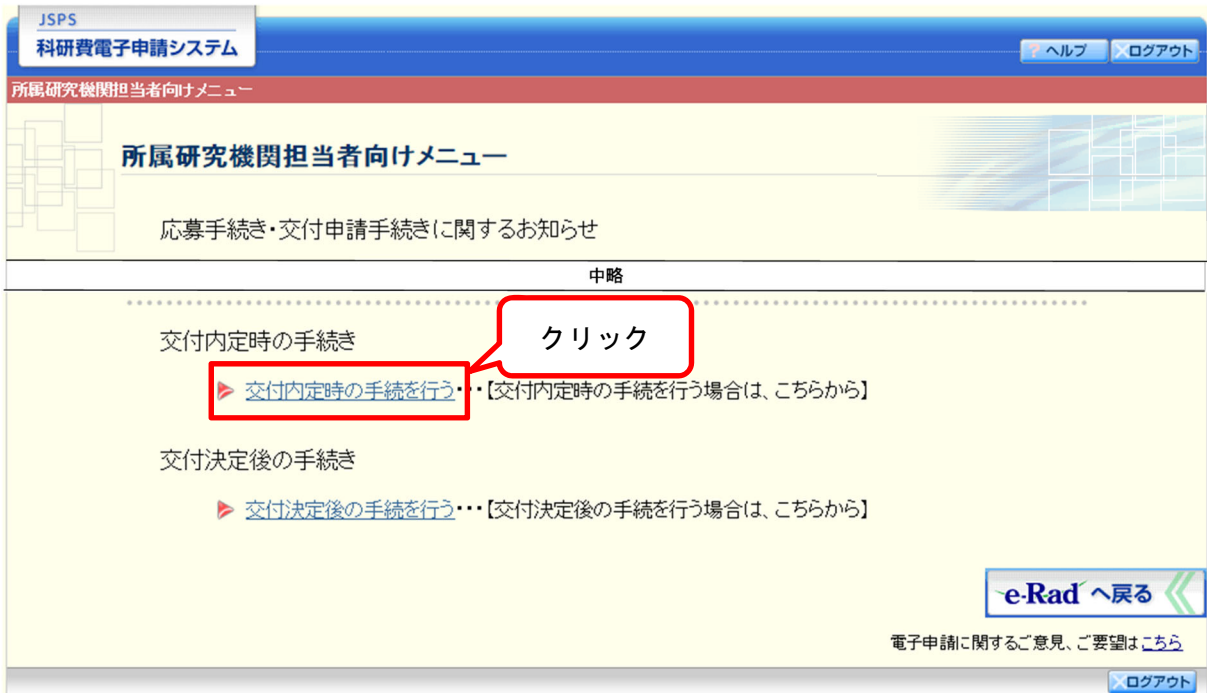 JSPS
科研費電子申請システム
? ヘルプ
×ログアウト
所属研究機関担当者向けメニュー
所属研究機関担当者向けメニュー
応募手続き・交付申請手続きに関するお知らせ
中略
交付内定時の手続き
クリック
交付内定時の手続を行う・・・【交付内定時の手続を行う場合は、こちらから】
交付決定後の手続き
交付決定後の手続を行う・・・【交付決定後の手続を行う場合は、こちらから】
e-Rad へ戻る
電子申請に関するご意見、ご要望はこちら
×ログアウト